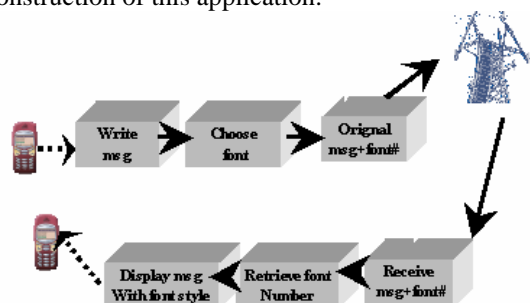 onstruction of this application.
Write
msg
Choose
font
Orignal
msg+font#
Receive
msg+font#
Retrieve font
Number
Display msg
With font style